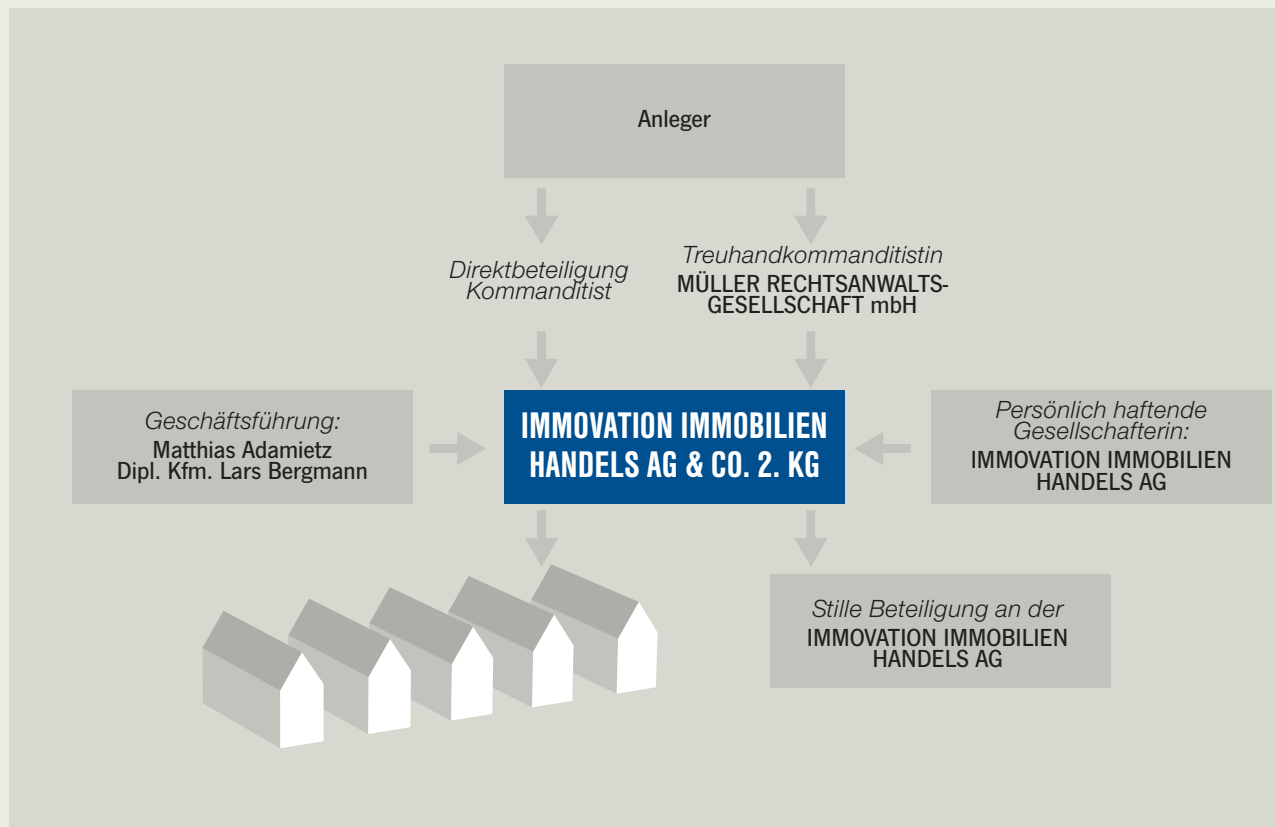 Anleger
Direktbeteiligung
Kommanditist
Treuhandkommanditistin
MÜLLER RECHTSANWALTS-
GESELLSCHAFT mbH
Geschäftsführung:
Matthias Adamietz
Dipl. Kfm. Lars Bergmann
IMMOVATION IMMOBILIEN
HANDELS AG & CO. 2. KG
Persönlich haftende
Gesellschafterin:
IMMOVATION IMMOBILIEN
HANDELS AG
Stille Beteiligung an der
IMMOVATION IMMOBILIEN
HANDELS AG